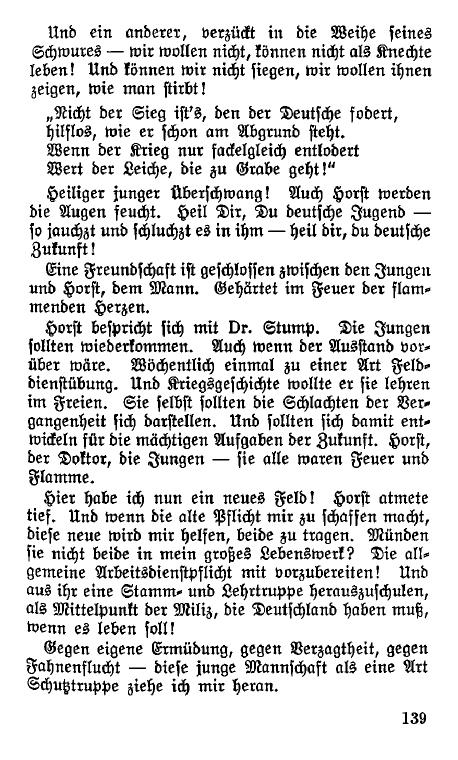 Und ein anderer, verzückt in die Weihe seines
Schwures — wir wollen nicht, können nicht als Knechte
leben! Und können wir nicht siegen, wir wollen ihnen
zeigen, wie man stirbt!
„Nicht der Sieg ist's, den der Deutsche fodert,
hilflos, wie er schon am Abgrund steht.
Wenn der Krieg nur fackelgleich entlodert
Wert der Leiche, die zu Grabe geht!“
Heiliger junger Überschwang! Auch Horst werden
die Augen feucht. Heil Dir, Du deutsche Jugend —
so jauchzt und schluchzt es in ihm — heil dir, du deutsche
Zukunft!
Eine Freundschaft ist geschlossen zwischen den Jungen
und Horst, dem Mann. Gehärtet im Feuer der flam-
menden Herzen.
Horst bespricht sich mit Dr. Stump. Die Jungen
sollten wiederkommen. Auch wenn der Ausstand vor-
über wäre. Wöchentlich einmal zu einer Art Feld-
dienstübung. Und Kriegsgeschichte wollte er sie lehren
im Freien. Sie selbst sollten die Schlachten der Ver-
gangenheit sich darstellen. Und sollten sich damit ent-
wickeln für die mächtigen Aufgaben der Zukunft. Horst,
der Doktor, die Jungen — sie alle waren Feuer und
Flamme.
Hier habe ich nun ein neues Feld! Horst atmete
tief. Und wenn die alte Pflicht mir zu schaffen macht,
diese neue wird mir helfen, beide zu tragen. Münden
sie nicht beide in mein großes Lebenswerk? Die all-
gemeine Arbeitsdienstpflicht mit vorzubereiten! Und
aus ihr eine Stamm- und Lehrtruppe herauszuschulen,
als Mittelpunkt der Miliz, die Deutschland haben muß,
wenn es leben soll!
Gegen eigene Ermüdung, gegen Verzagtheit, gegen
Fahnenflucht — diese junge Mannschaft als eine Art
Schutztruppe ziehe ich mir heran.
139